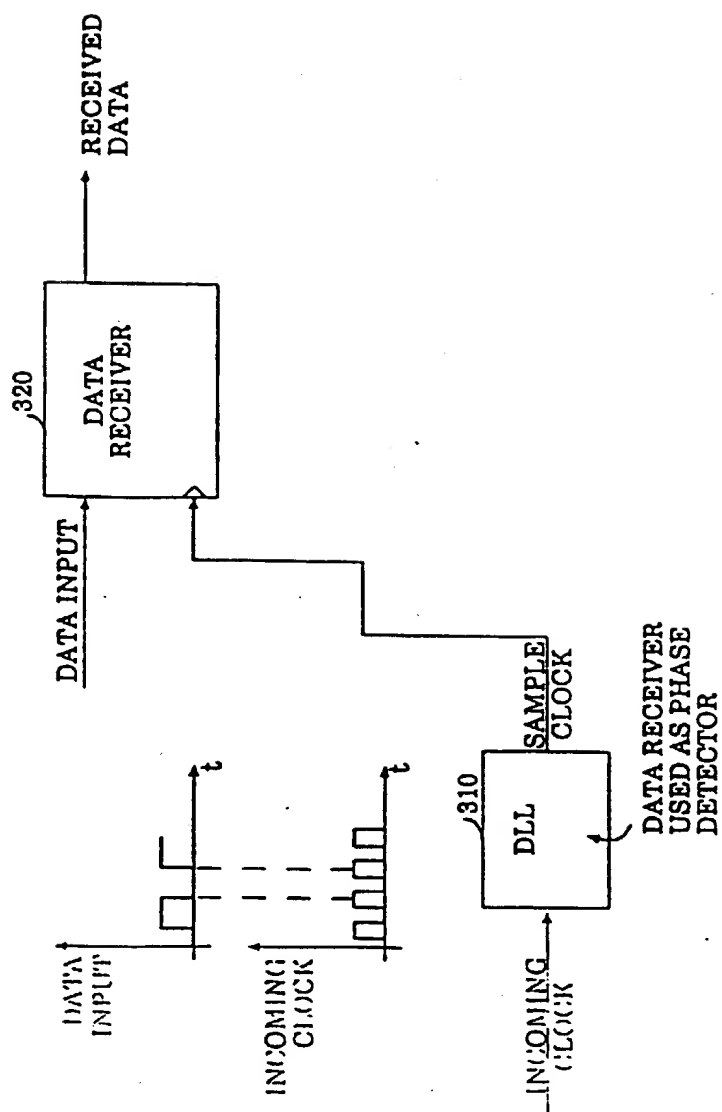 DATA
INPUT
t
INCOMING
CLOCK
t
DATA INPUT
320
DATA
RECEIVER
RECEIVED
DATA
INCOMING
CLOCK
310
DLL
SAMPLE
CLOCK
DATA RECEIVER
USED AS PHASE
DETECTOR